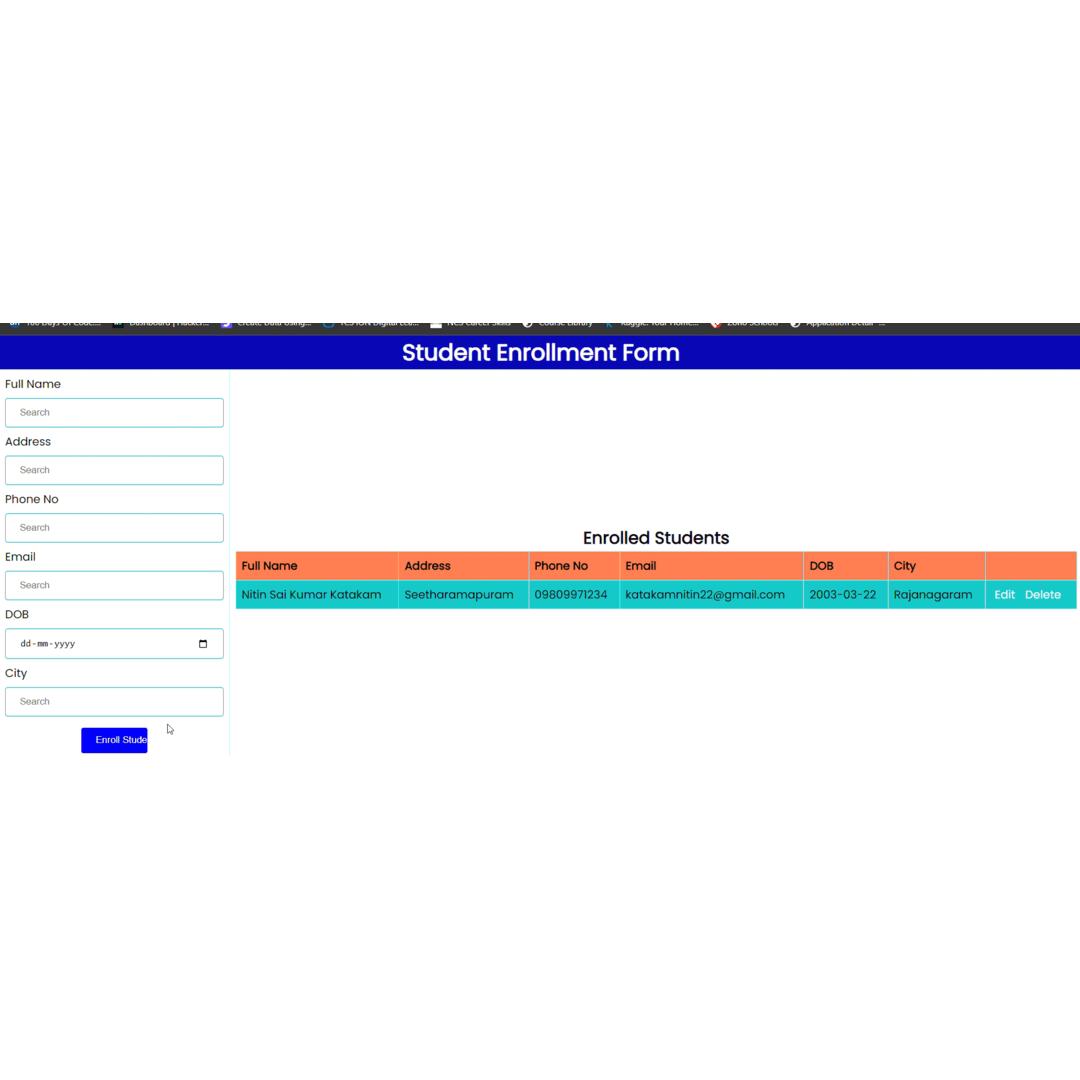 Student Enrollment Form
Full Name
Search
Address
Search
Phone No
Search
Email
Search
DOB
dd-mm-yyyy
City
Search
Enroll Stude
Enrolled Students
Full Name Address Phone No Email DOB City
Nitin Sai Kumar Katakam Seetharamapuram 09809971234 katakamnitin22@gmail.com 2003-03-22 Rajanagaram Edit Delete